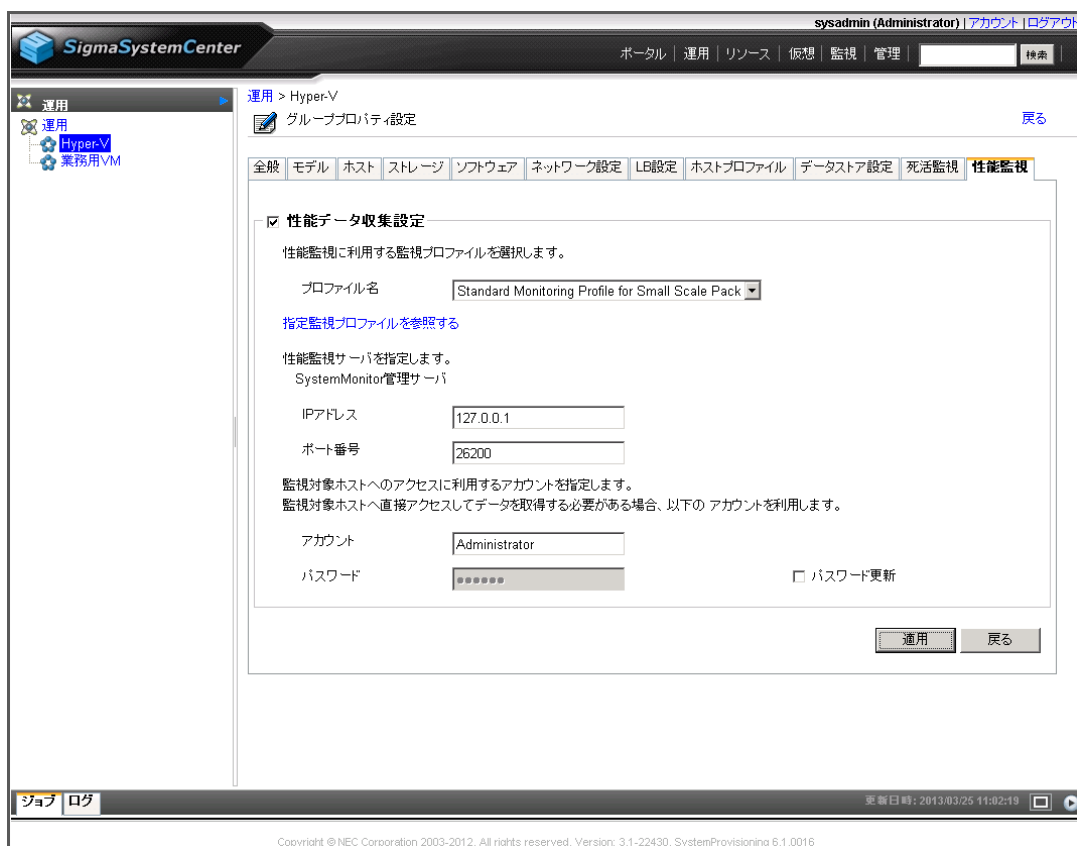 sysadmin (Administrator) | アカウント | ログアウト
SigmaSystemCenter
ポータル | 運用 | リソース | 仮想 | 監視 | 管理 | 検索
運用
運用
Hyper-V
業務用VM
運用 > Hyper-V
グループプロパティ設定
戻る
全般 モデル ホスト ストレージ ソフトウェア ネットワーク設定 LB設定 ホストプロファイル データストア設定 死活監視 性能監視
性能データ収集設定
性能監視に利用する監視プロファイルを選択します。
プロファイル名 Standard Monitoring Profile for Small Scale Pack
指定監視プロファイルを参照する
性能監視サーバを指定します。
SystemMonitor管理サーバ
IPアドレス 127.0.0.1
ポート番号 26200
監視対象ホストへのアクセスに利用するアカウントを指定します。
監視対象ホストへ直接アクセスしてデータを取得する必要がある場合、以下の アカウントを利用します。
アカウント Administrator
パスワード ●●●●●● パスワード更新
適用 戻る
ジョブ ログ
更新日時: 2013/03/25 11:02:19
Copyright © NEC Corporation 2003-2012. All rights reserved. Version: 3.1-22430. SystemProvisioning 6.1.0016